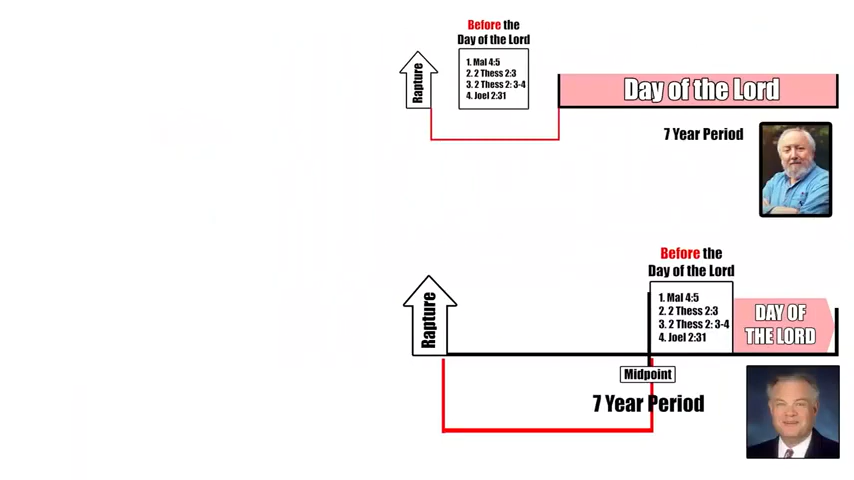 Before the
Day of the Lord
Rapture
1. Mal 4:5
2. 2 Thess 2:3
3. 2 Thess 2: 3-4
4. Joel 2:31
Day of the Lord
7 Year Period
Before the
Day of the Lord
Rapture
1. Mal 4:5
2. 2 Thess 2:3
3. 2 Thess 2: 3-4
4. Joel 2:31
DAY OF
THE LORD
Midpoint
7 Year Period